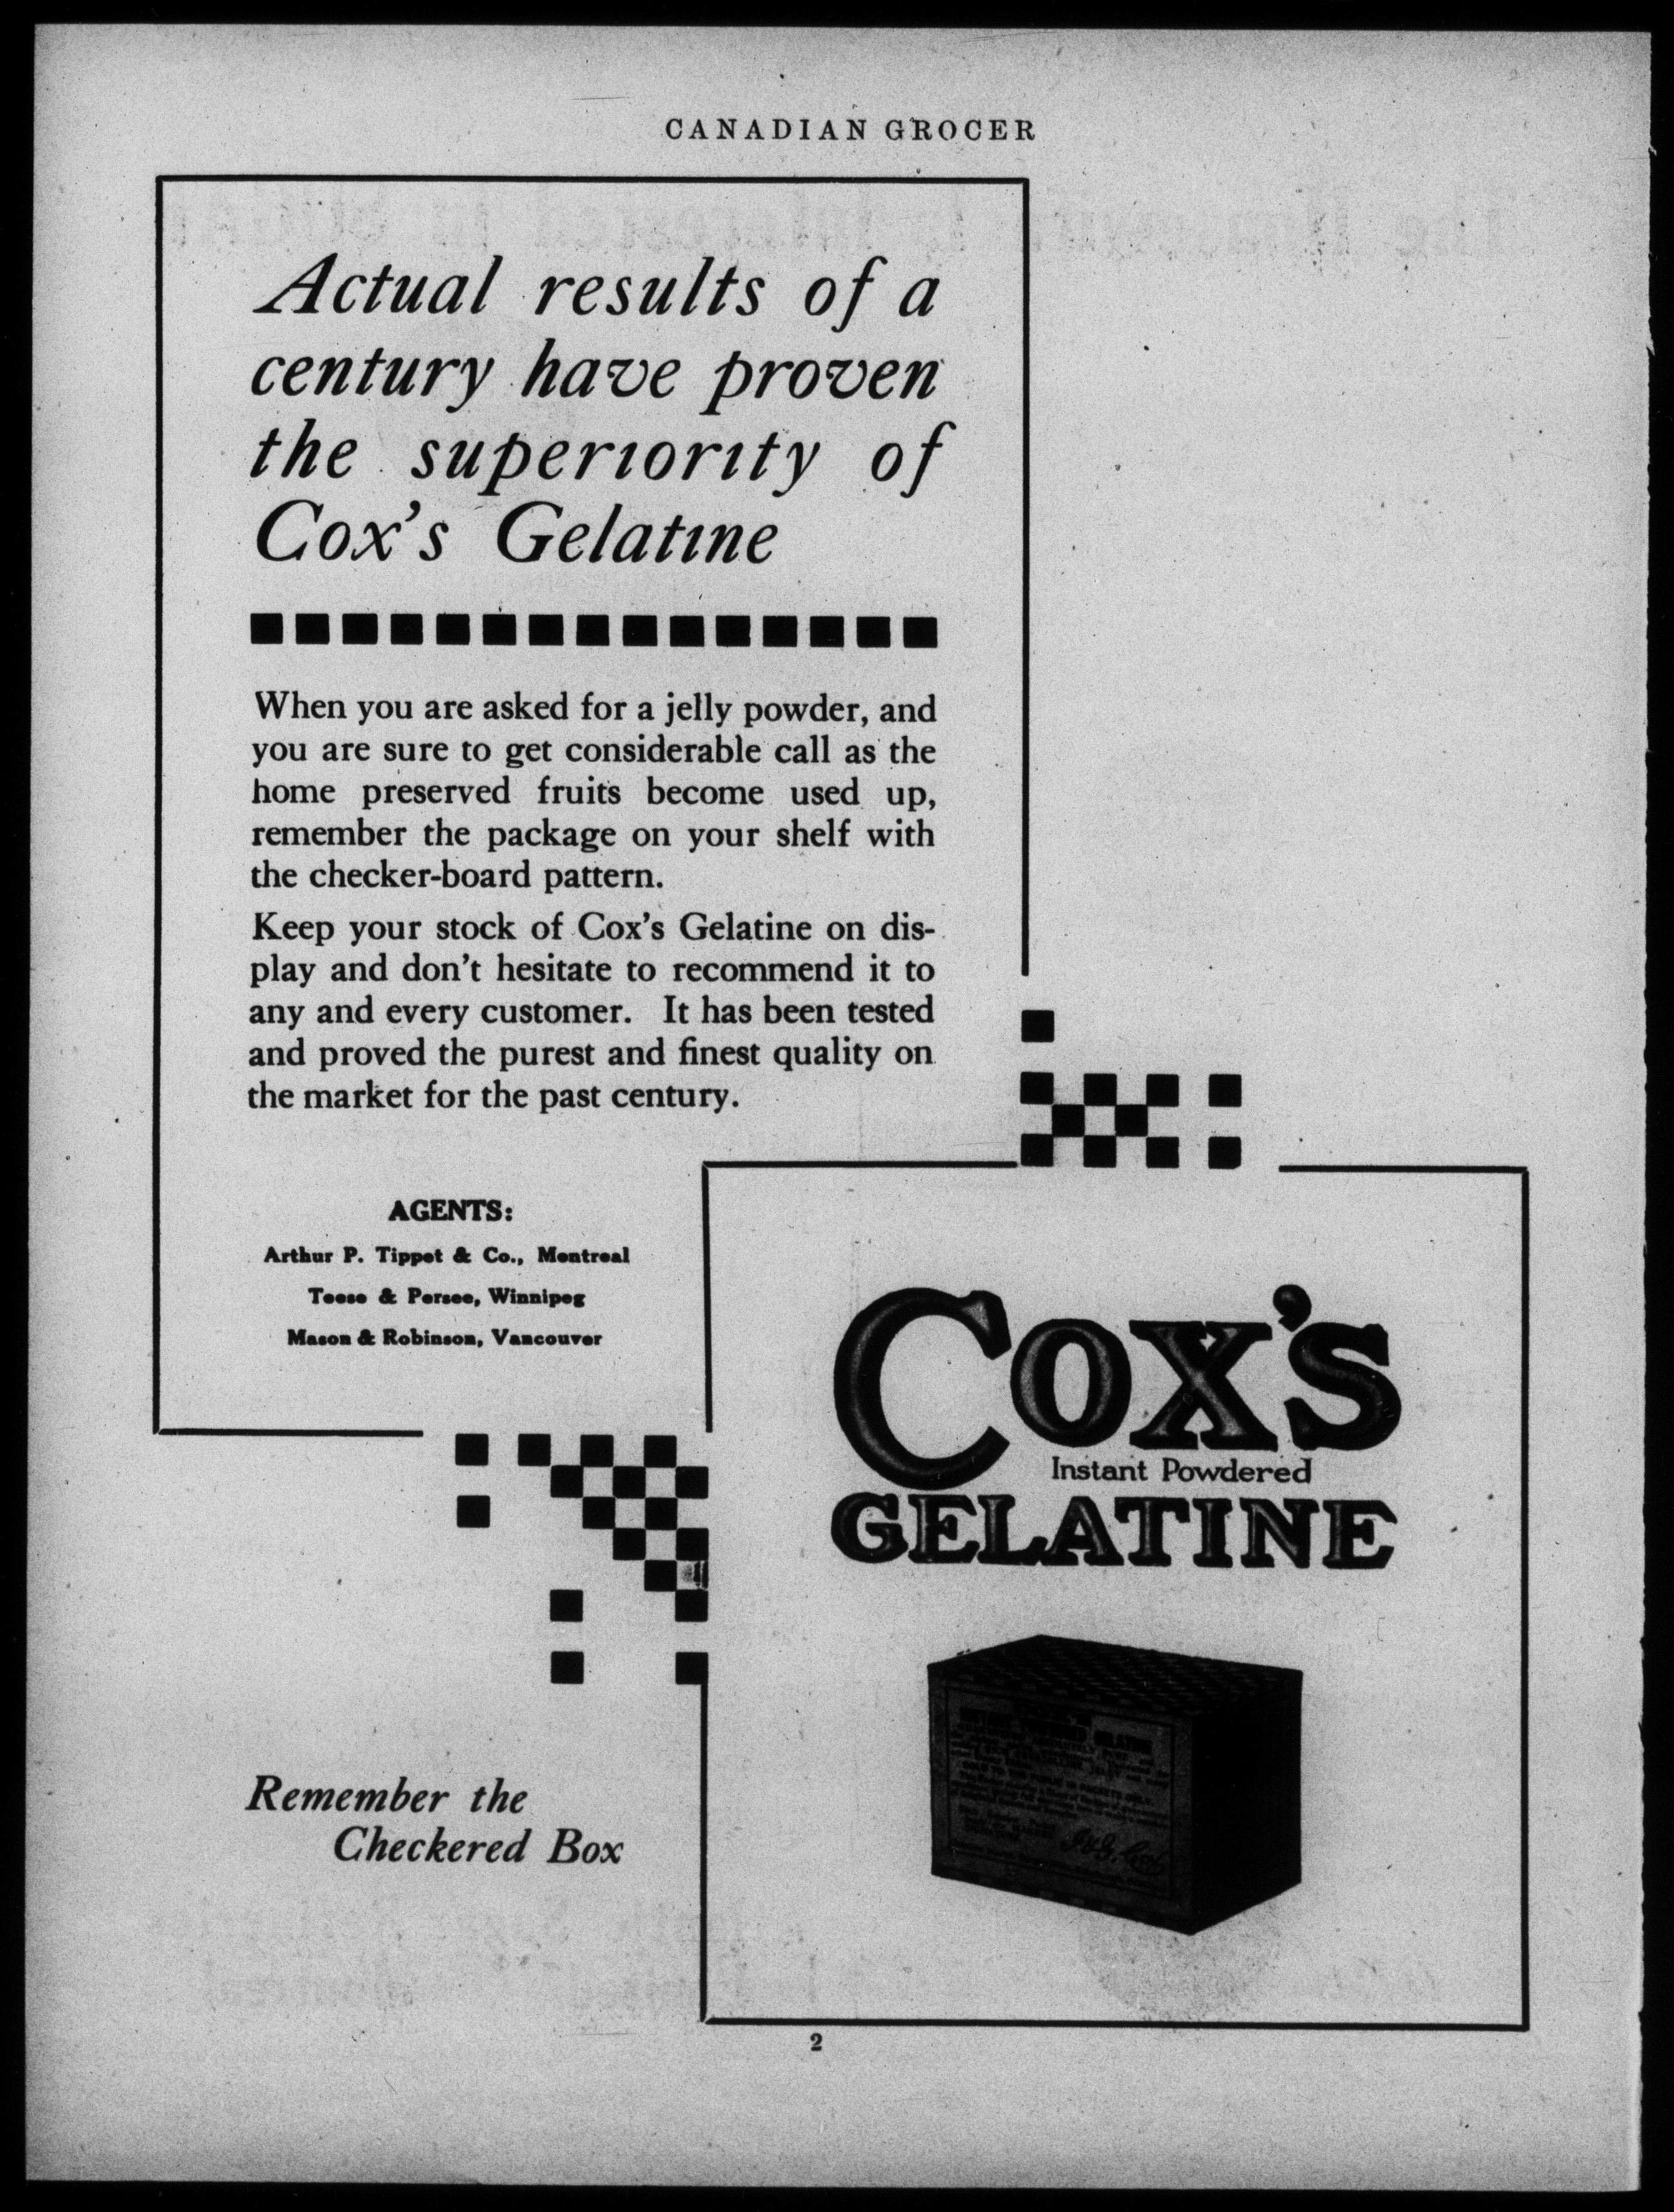 CANADIAN GROCER
Actual results of a
century have proven
the superiority of
Cox's Gelatine
When you are asked for a jelly powder, and
you are sure to get considerable call as the
home preserved fruits become used up,
remember the package on your shelf with
the checker-board pattern.
Keep your stock of Cox's Gelatine on dis-
play and don't hesitate to recommend it to
any and every customer. It has been tested
and proved the purest and finest quality on
the market for the past century.
AGENTS:
Arthur P. Tippet & Co., Montreal
Teese & Persee, Winnipeg
Mason & Robinson, Vancouver
COX'S
Instant Powdered
GELATINE
Remember the
Checkered Box
2